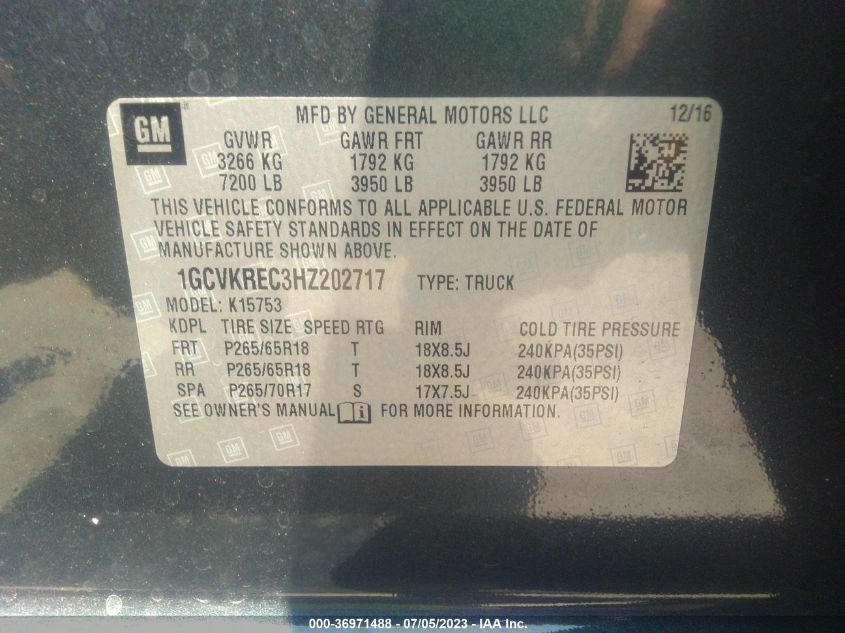 GM MFD BY GENERAL MOTORS LLC 12/16
GVWR GAWR FRT GAWR RR
3266 KG 1792 KG 1792 KG
7200 LB 3950 LB 3950 LB
THIS VEHICLE CONFORMS TO ALL APPLICABLE U.S. FEDERAL MOTOR
VEHICLE SAFETY STANDARDS IN EFFECT ON THE DATE OF
MANUFACTURE SHOWN ABOVE.
1GCVKREC3HZ202717 TYPE: TRUCK
MODEL: K15753
KDPL TIRE SIZE SPEED RTG RIM COLD TIRE PRESSURE
FRT P265/65R18 T 18X8.5J 240KPA(35PSI)
RR P265/65R18 T 18X8.5J 240KPA(35PSI)
SPA P265/70R17 S 17X7.5J 240KPA(35PSI)
SEE OWNER'S MANUAL i FOR MORE INFORMATION.
000-36971488 - 07/05/2023 - IAA Inc.